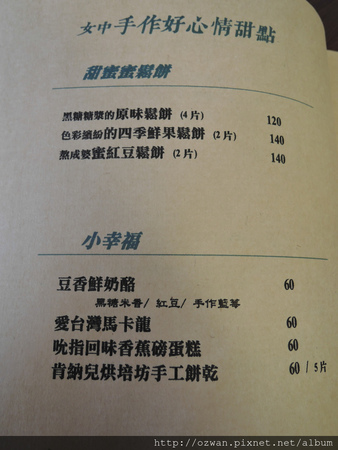 女中手作好心情甜點
甜蜜蜜鬆餅
黑糖糖漿的原味鬆餅 (4片) 120
色彩繽紛的四季鮮果鬆餅 (2片) 140
熬成婆蜜紅豆鬆餅 (2片) 140
小幸福
豆香鮮奶酪 60
黑糖米香/ 紅豆/ 手作藍莓
愛台灣馬卡龍 60
吮指回味香蕉磅蛋糕 60
肯納兒烘培坊手工餅乾 60 / 5片
http://ozwan.pixnet.net/album